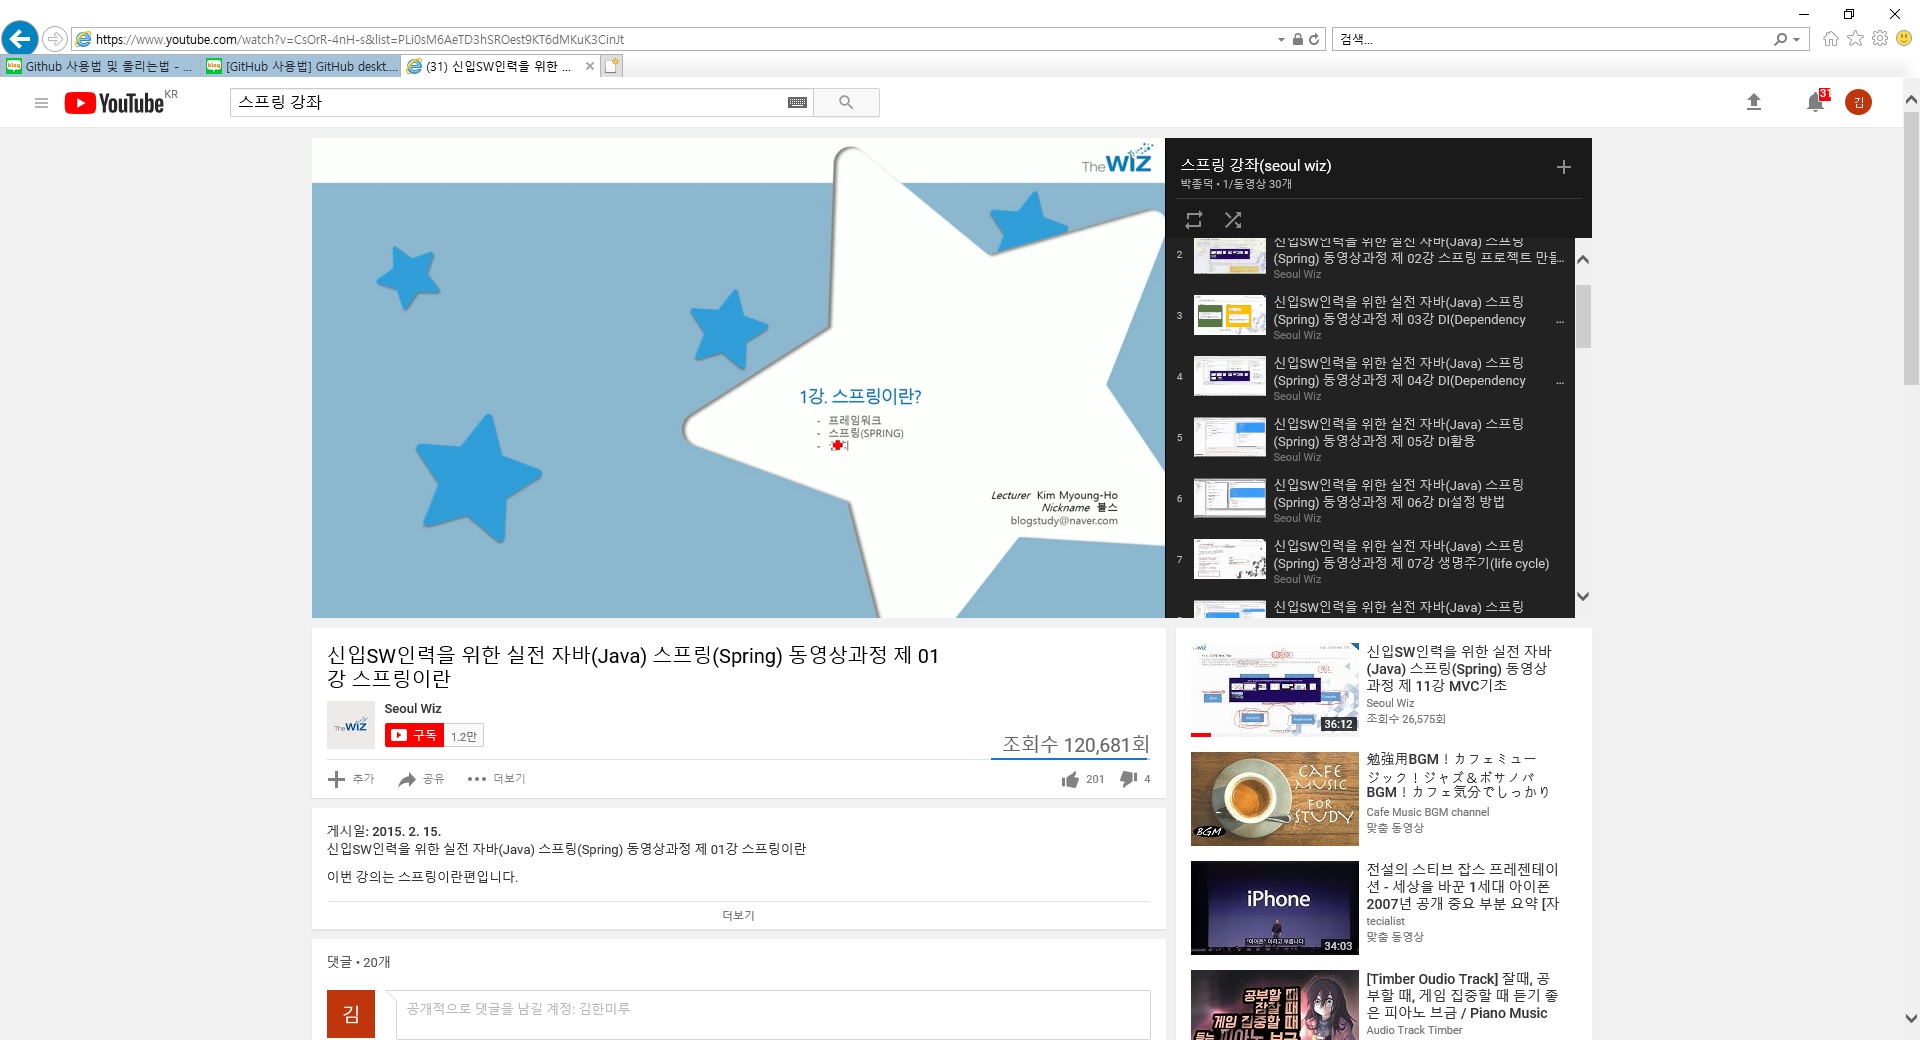 https://www.youtube.com/watch?v=CsOrR-4nH-s&list=PLi0sM6AeTD3hSROest9KT6dMKuK3CinJt
검색...
Github 사용법 및 올리는법 - ...
[GitHub 사용법] GitHub deskt...
(31) 신입SW인력을 위한 ...
YouTube KR
스프링 강좌
31
김
The WIZ
1강. 스프링이란?
- 프레임워크
- 스프링(SPRING)
Lecturer Kim Myoung-Ho
Nickname 블스
blogstudy@naver.com
스프링 강좌(seoul wiz)
박종덕 • 1/동영상 30개
2
신입SW인력을 위한 실전 자바(Java) 스프링
(Spring) 동영상과정 제 02강 스프링 프로젝트 만들...
Seoul Wiz
3
신입SW인력을 위한 실전 자바(Java) 스프링
(Spring) 동영상과정 제 03강 DI(Dependency ...
Seoul Wiz
4
신입SW인력을 위한 실전 자바(Java) 스프링
(Spring) 동영상과정 제 04강 DI(Dependency ...
Seoul Wiz
5
신입SW인력을 위한 실전 자바(Java) 스프링
(Spring) 동영상과정 제 05강 DI활용
Seoul Wiz
6
신입SW인력을 위한 실전 자바(Java) 스프링
(Spring) 동영상과정 제 06강 DI설정 방법
Seoul Wiz
7
신입SW인력을 위한 실전 자바(Java) 스프링
(Spring) 동영상과정 제 07강 생명주기(life cycle)
Seoul Wiz
신입SW인력을 위한 실전 자바(Java) 스프링
신입SW인력을 위한 실전 자바(Java) 스프링(Spring) 동영상과정 제 01
강 스프링이란
The WIZ
Seoul Wiz
구독 1.2만
조회수 120,681회
추가 공유 더보기
201 4
게시일: 2015. 2. 15.
신입SW인력을 위한 실전 자바(Java) 스프링(Spring) 동영상과정 제 01강 스프링이란
이번 강의는 스프링이란편입니다.
더보기
댓글 • 20개
김
공개적으로 댓글을 남길 계정: 김한미루
36:12
신입SW인력을 위한 실전 자바
(Java) 스프링(Spring) 동영상
과정 제 11강 MVC기초
Seoul Wiz
조회수 26,575회
CAFE
MUSIC
FOR
STUDY
BGM
勉強用BGM！カフェミュー
ジック！ジャズ＆ボサノバ
BGM！カフェ気分でしっかり
Cafe Music BGM channel
맞춤 동영상
iPhone
"아이폰" 이라고 부릅니다
34:03
전설의 스티브 잡스 프레젠테이
션 - 세상을 바꾼 1세대 아이폰
2007년 공개 중요 부분 요약 [자
tecialist
맞춤 동영상
공부할 때
잠잘 때
게임 집중할 때
듣기 좋은
피아노 브금
[Timber Oudio Track] 잘때, 공
부할 때, 게임 집중할 때 듣기 좋
은 피아노 브금 / Piano Music
Audio Track Timber